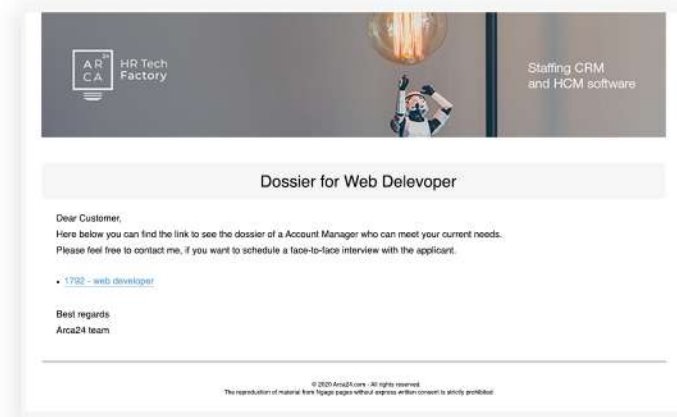 AR 24
CA
HR Tech
Factory
Staffing CRM
and HCM software
Dossier for Web Delevoper
Dear Customer,
Here below you can find the link to see the dossier of a Account Manager who can meet your current needs.
Please feel free to contact me, if you want to schedule a face-to-face interview with the applicant.
• 1792 - web developer
Best regards
Arca24 team
© 2020 Arca24.com - All rights reserved.
The reproduction of material from Ngage pages without express written consent is strictly prohibited